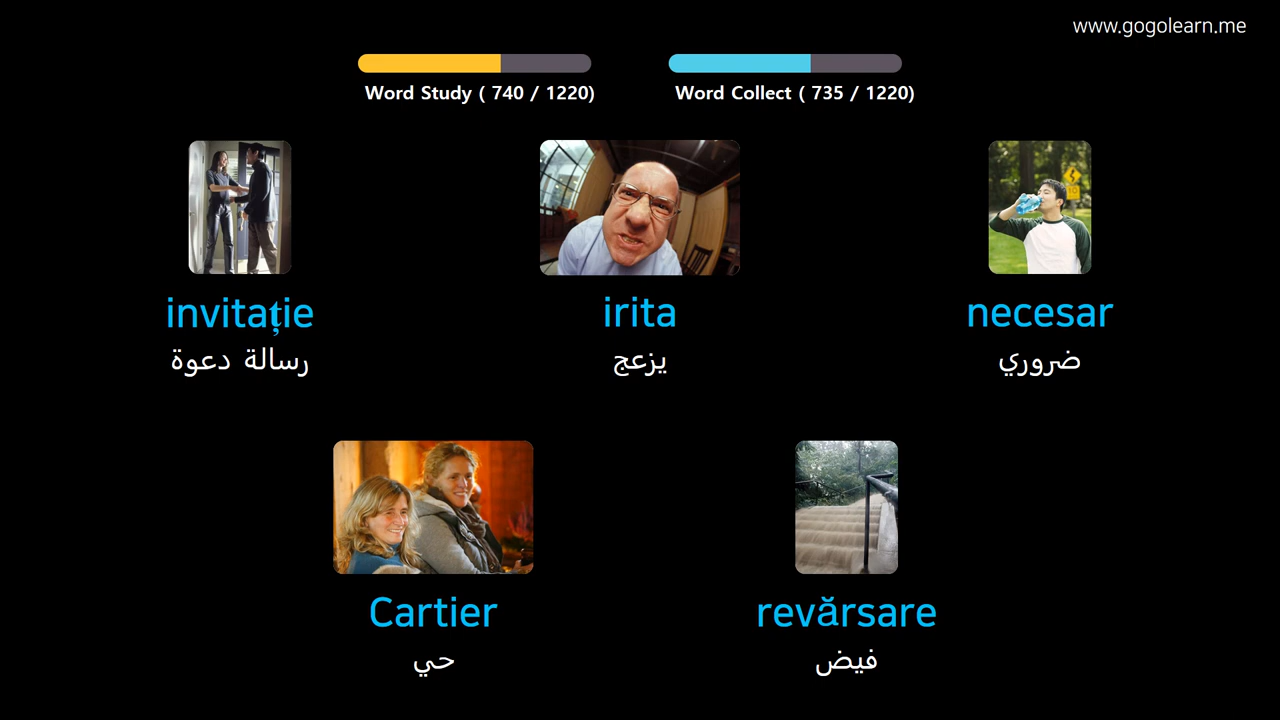 www.gogolearn.me
Word Study ( 740 / 1220)
Word Collect ( 735 / 1220)
invitație
رسالة دعوة
irita
يزعج
necesar
ضروري
Cartier
حي
revărsare
فيض